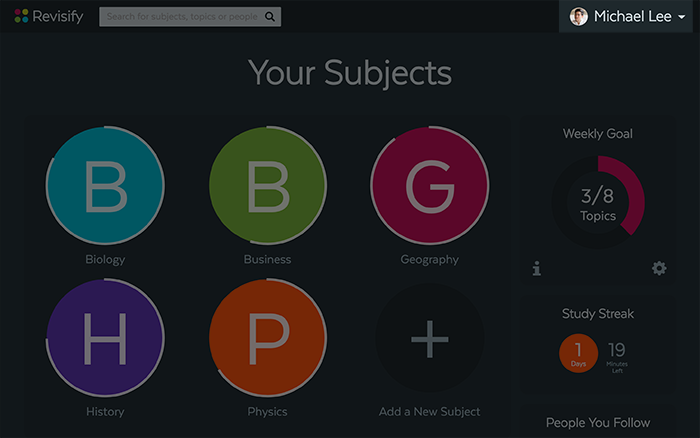 Revisify
Search for subjects, topics or people
Michael Lee
Your Subjects
B
Biology
B
Business
G
Geography
H
History
P
Physics
+
Add a New Subject
Weekly Goal
3/8
Topics
i
Study Streak
1
Days
19
Minutes
Left
People You Follow